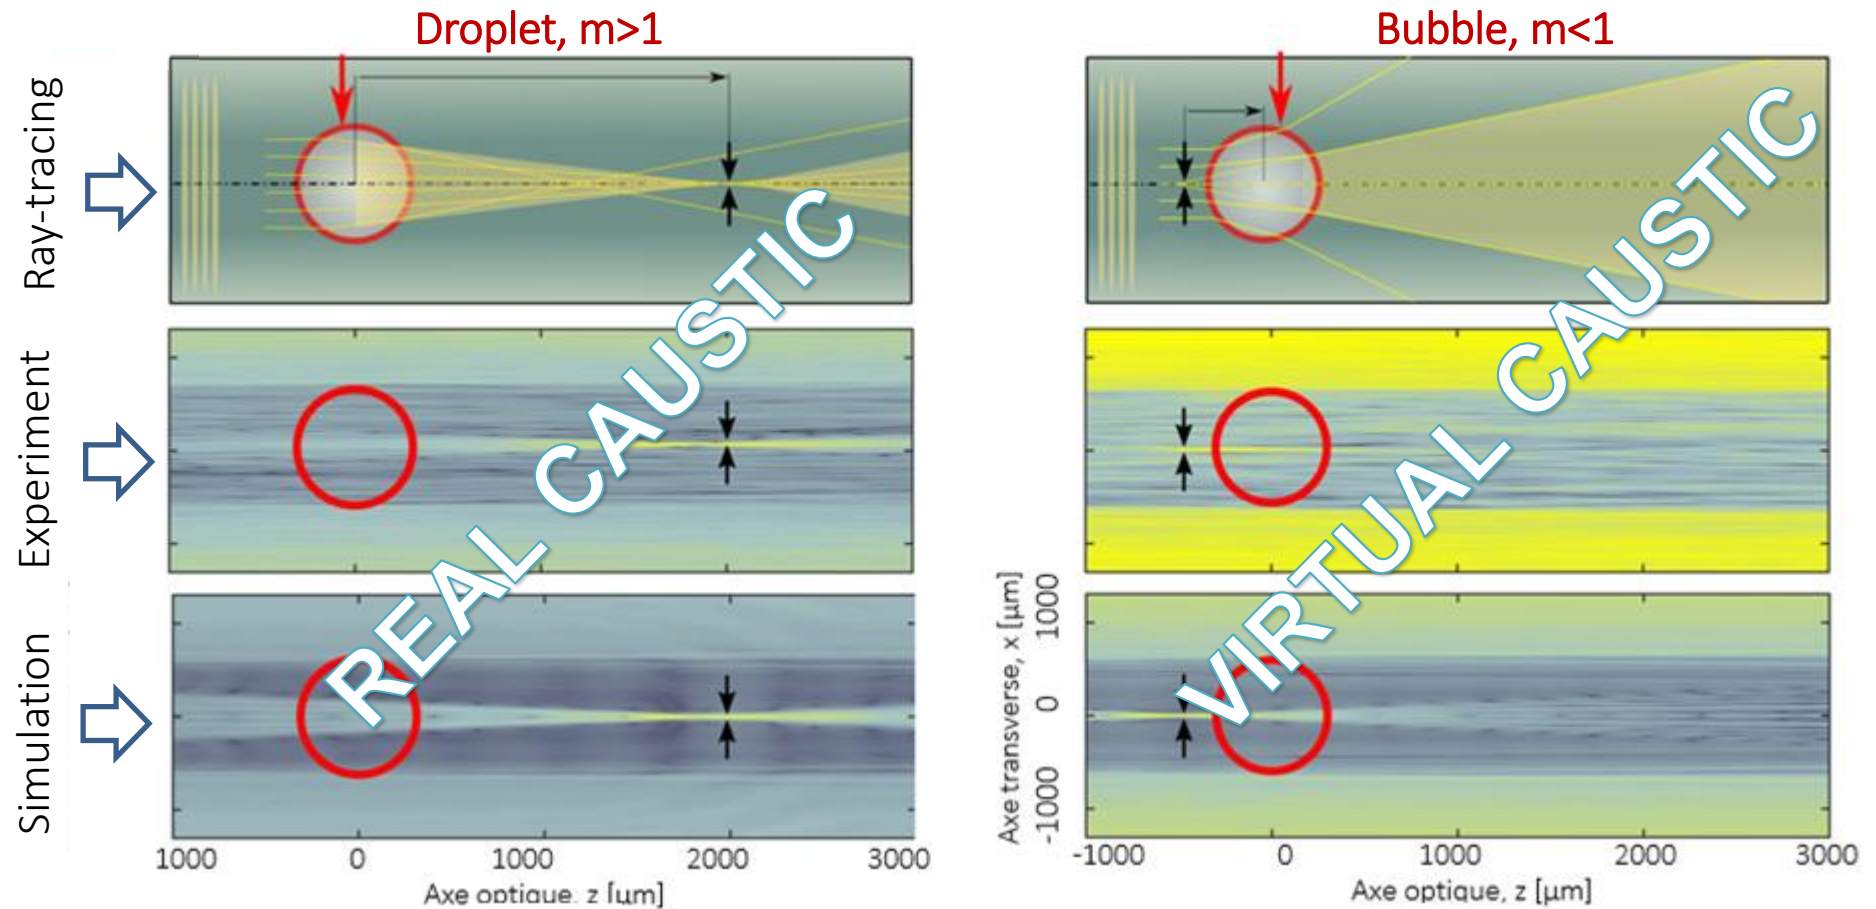 Droplet, m>1
Bubble, m<1
Ray-tracing
Experiment
Simulation
REAL CAUSTIC
VIRTUAL CAUSTIC
1000 0 1000 2000 3000
Axe optique, z [µm]
Axe transverse, x [µm]
1000
0
-1000
-1000 0 1000 2000 3000
Axe optique, z [µm]